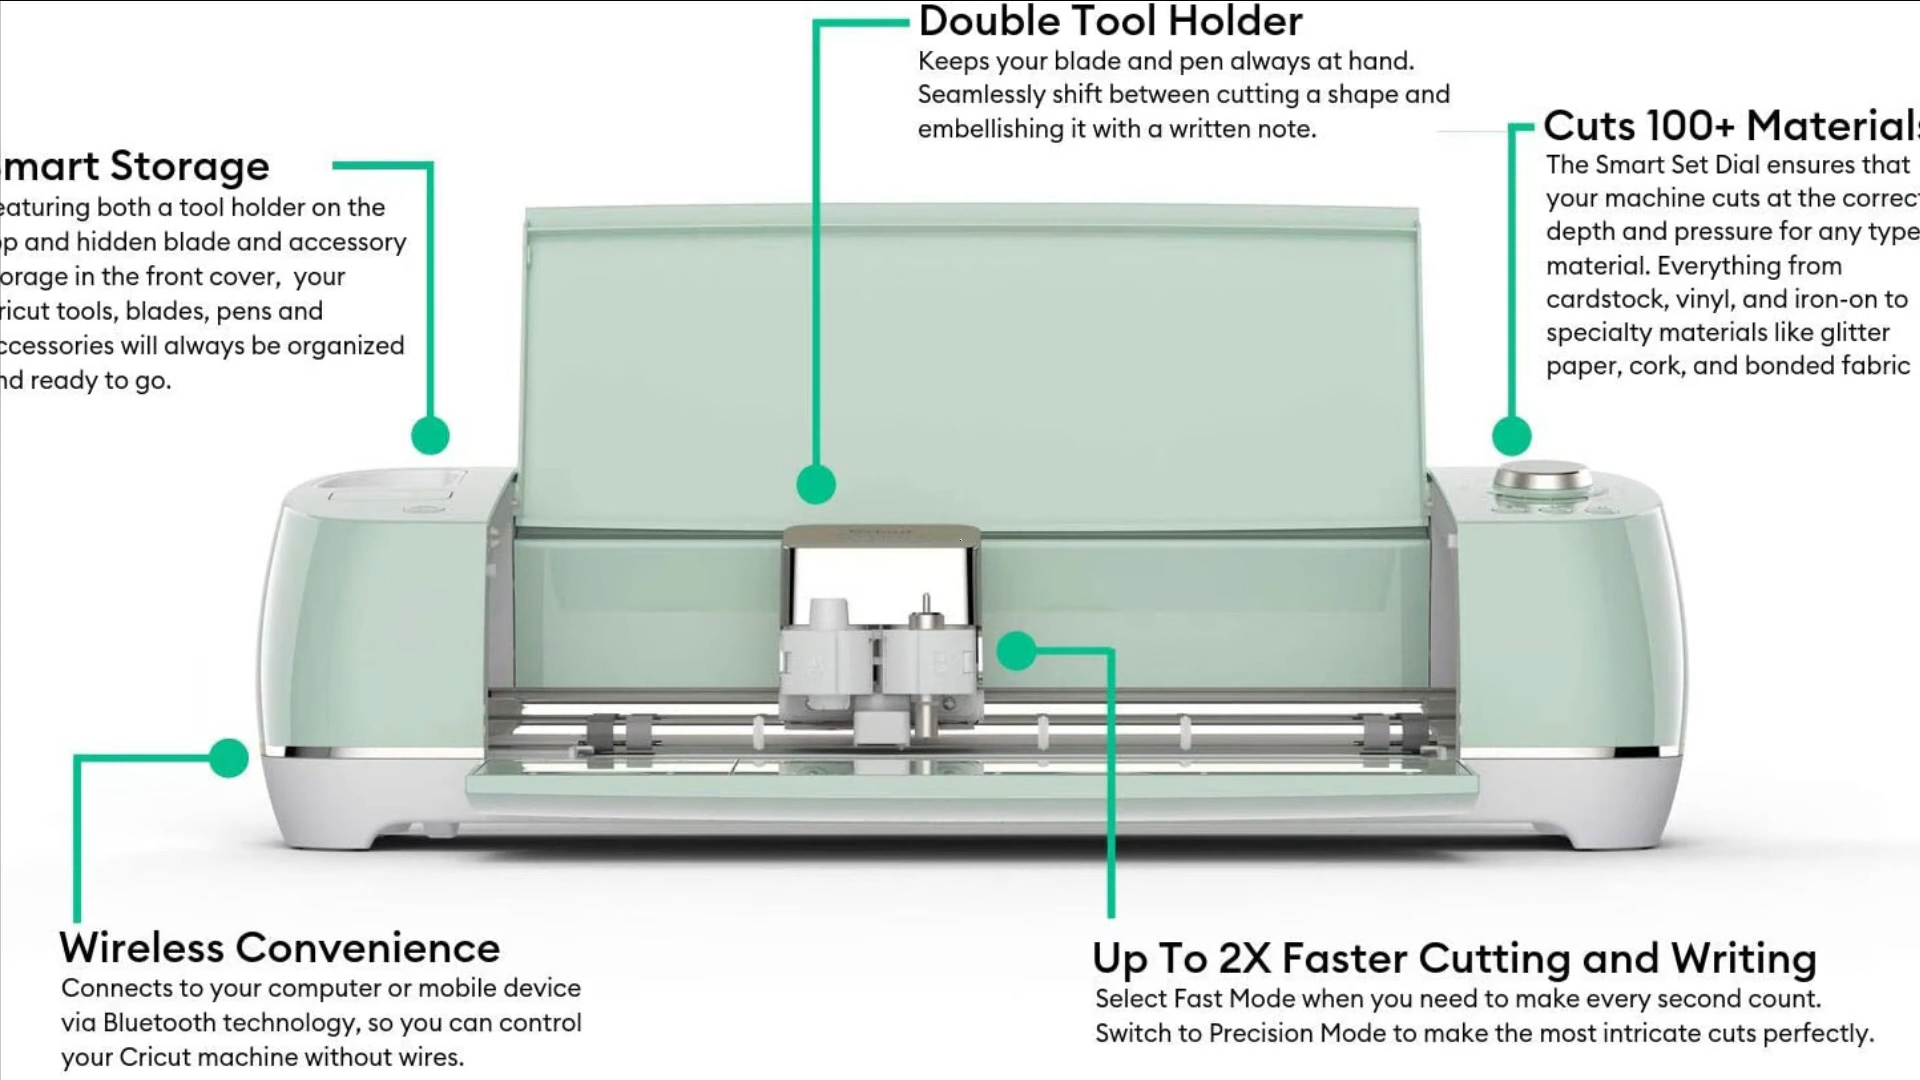 Double Tool Holder
Keeps your blade and pen always at hand.
Seamlessly shift between cutting a shape and
embellishing it with a written note.
Cuts 100+ Materials
The Smart Set Dial ensures that
your machine cuts at the correct
depth and pressure for any type
material. Everything from
cardstock, vinyl, and iron-on to
specialty materials like glitter
paper, cork, and bonded fabric
mart Storage
eaturing both a tool holder on the
op and hidden blade and accessory
orage in the front cover, your
ricut tools, blades, pens and
ccessories will always be organized
nd ready to go.
A B
Wireless Convenience
Connects to your computer or mobile device
via Bluetooth technology, so you can control
your Cricut machine without wires.
Up To 2X Faster Cutting and Writing
Select Fast Mode when you need to make every second count.
Switch to Precision Mode to make the most intricate cuts perfectly.